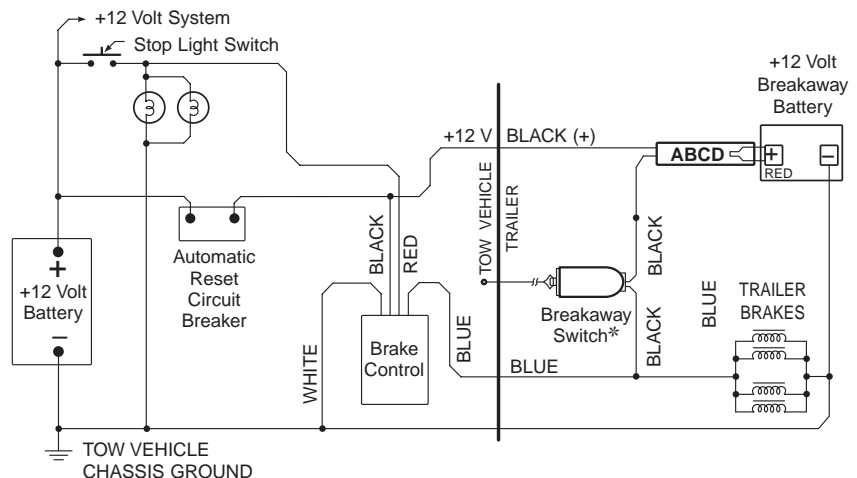 +12 Volt System
Stop Light Switch
+12 Volt
Breakaway
Battery
+12 V
BLACK (+)
ABCD
+
−
RED
TOW VEHICLE
TRAILER
BLACK
RED
BLACK
Automatic
Reset
Circuit
Breaker
+
+12 Volt
Battery
−
Breakaway
Switch*
BLUE
TRAILER
BRAKES
WHITE
Brake
Control
BLUE
BLACK
BLUE
TOW VEHICLE
CHASSIS GROUND